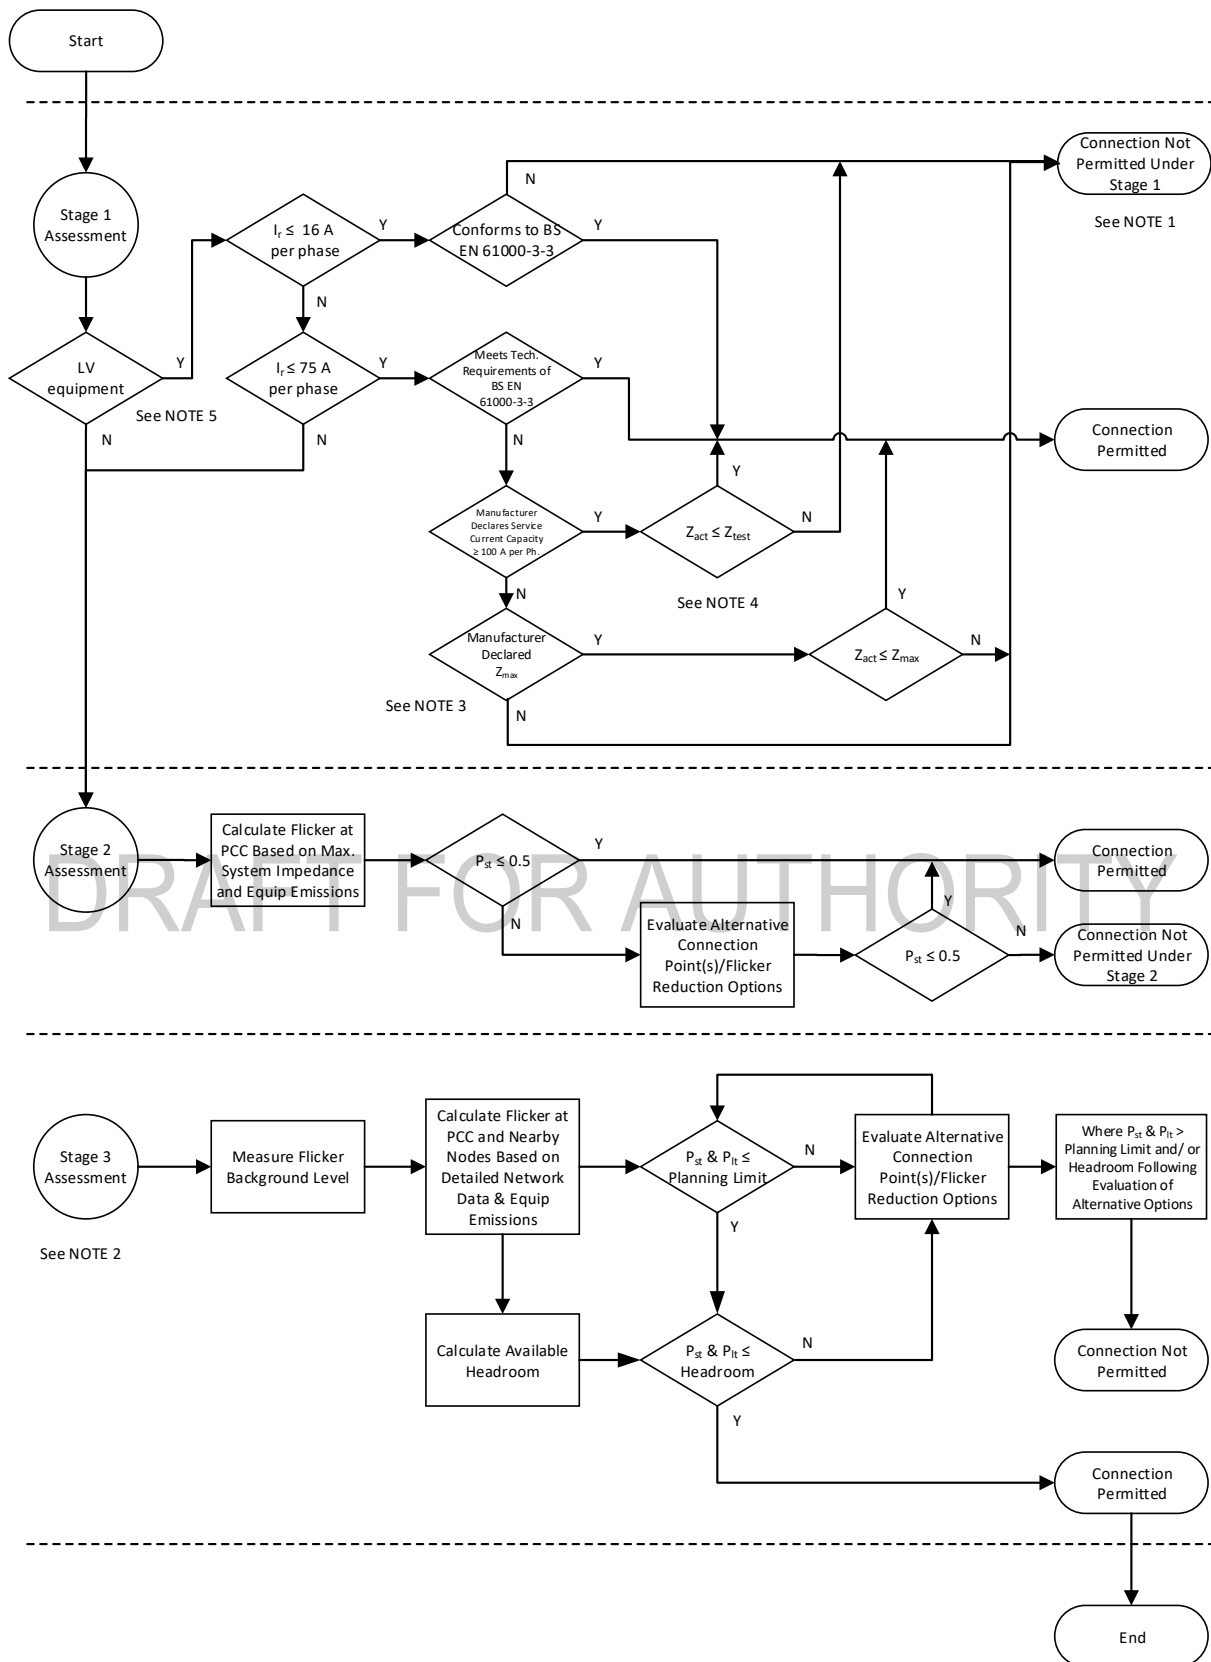 Start
Stage 1
Assessment
LV
equipment
Y
N
See NOTE 5
Iᵣ ≤ 16 A
per phase
Y
N
Iᵣ ≤ 75 A
per phase
Y
N
Conforms to BS
EN 61000-3-3
N
Y
Meets Tech.
Requirements of
BS EN
61000-3-3
Y
N
Manufacturer
Declares Service
Current Capacity
≥ 100 A per Ph.
Y
N
Zact ≤ Ztest
Y
N
See NOTE 4
Manufacturer
Declared
Zmax
Y
N
See NOTE 3
Zact ≤ Zmax
Y
N
Connection Not
Permitted Under
Stage 1
See NOTE 1
Connection
Permitted
Stage 2
Assessment
Calculate Flicker at
PCC Based on Max.
System Impedance
and Equip Emissions
Pst ≤ 0.5
Y
N
Evaluate Alternative
Connection
Point(s)/Flicker
Reduction Options
Pst ≤ 0.5
Y
N
Connection
Permitted
Connection Not
Permitted Under
Stage 2
DRAFT FOR AUTHORITY
Stage 3
Assessment
See NOTE 2
Measure Flicker
Background Level
Calculate Flicker at
PCC and Nearby
Nodes Based on
Detailed Network
Data & Equip
Emissions
Pst & Plt ≤
Planning Limit
N
Y
Evaluate Alternative
Connection
Point(s)/Flicker
Reduction Options
Where Pst & Plt >
Planning Limit and/ or
Headroom Following
Evaluation of
Alternative Options
Calculate Available
Headroom
Pst & Plt ≤
Headroom
N
Y
Connection Not
Permitted
Connection
Permitted
End